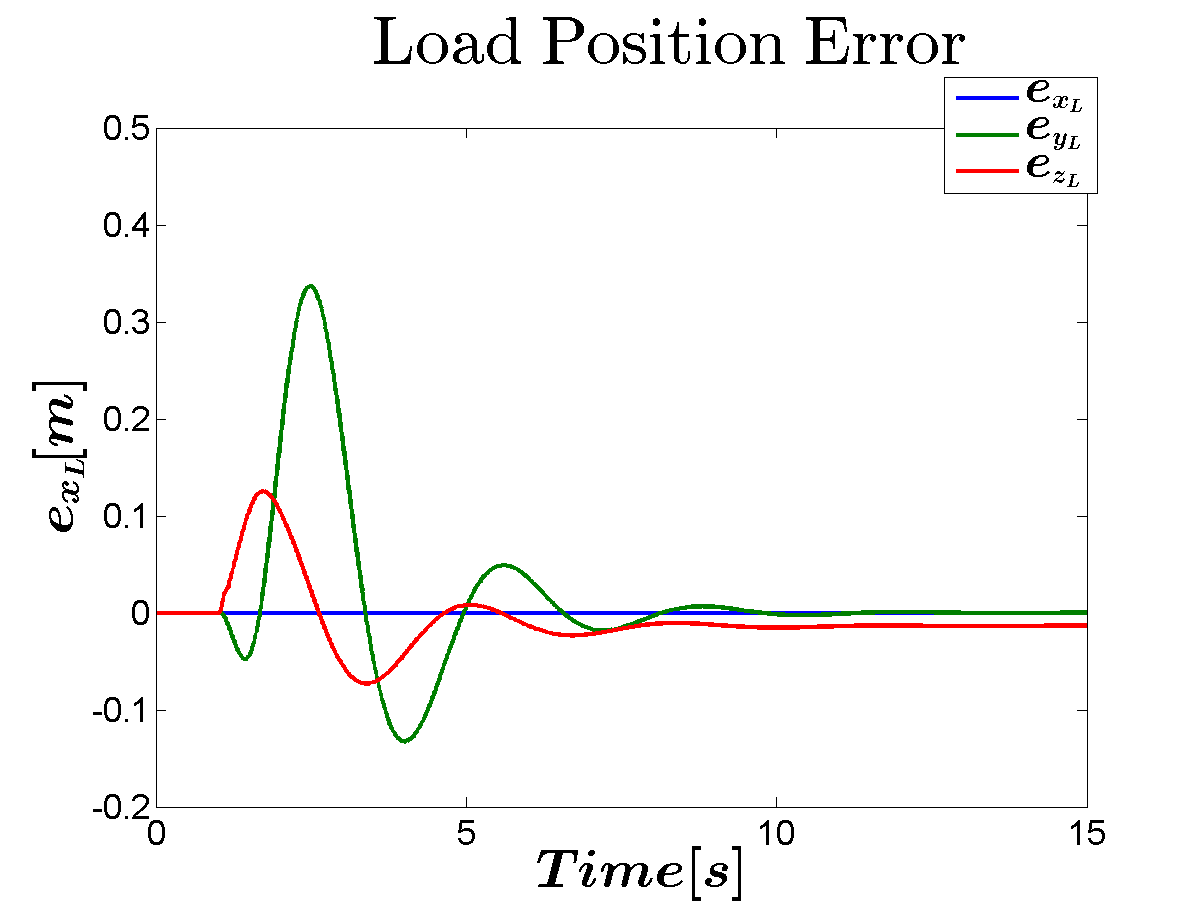 Load Position Error
e_{x_L}
e_{y_L}
e_{z_L}
0.5
0.4
0.3
0.2
0.1
0
-0.1
-0.2
e_{x_L}[m]
0 5 10 15
Time[s]